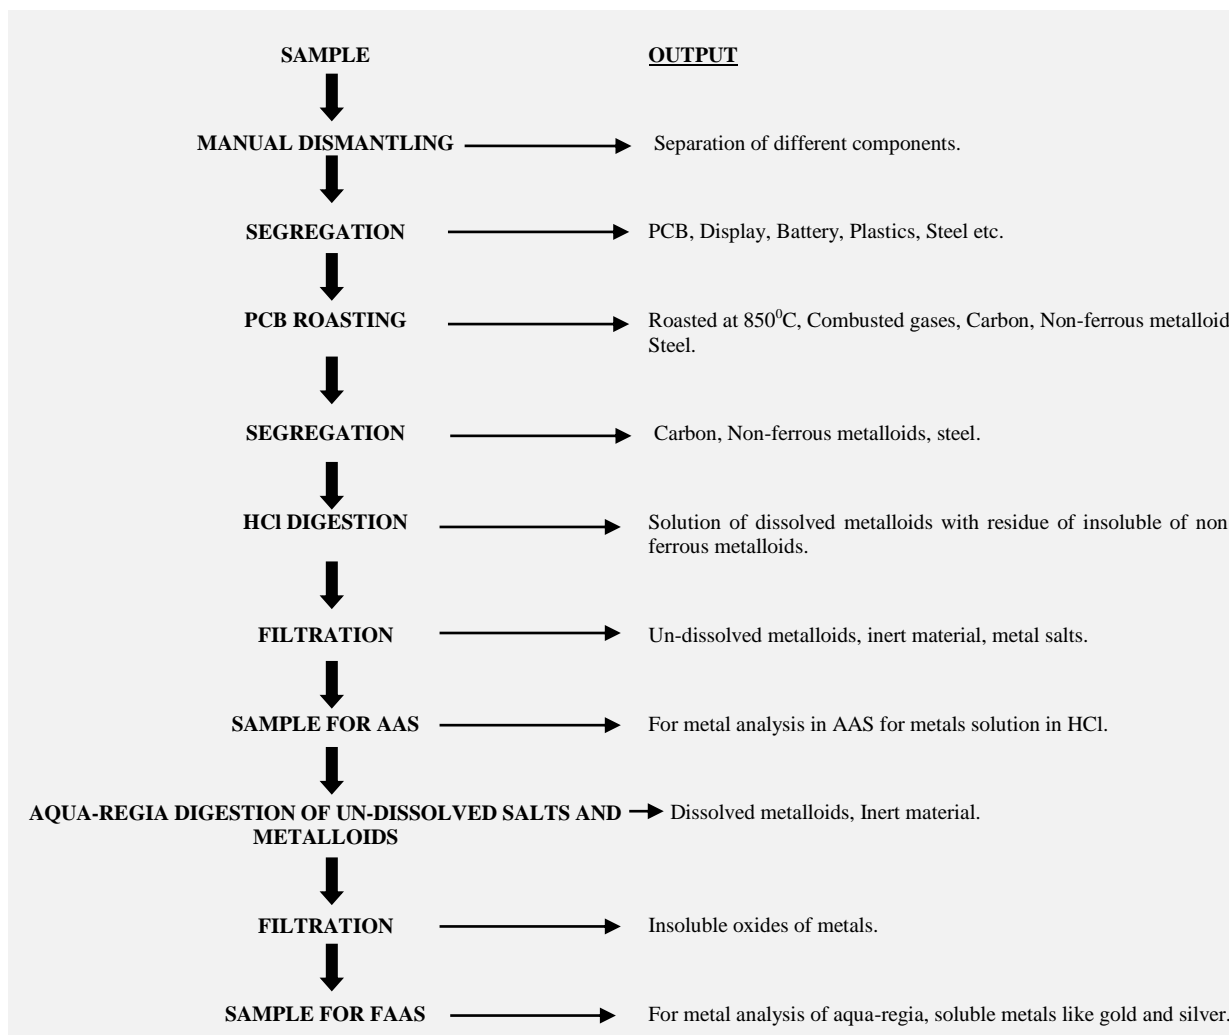 SAMPLE
OUTPUT
MANUAL DISMANTLING
Separation of different components.
SEGREGATION
PCB, Display, Battery, Plastics, Steel etc.
PCB ROASTING
Roasted at 850⁰C, Combusted gases, Carbon, Non-ferrous metalloid
Steel.
SEGREGATION
Carbon, Non-ferrous metalloids, steel.
HCl DIGESTION
Solution of dissolved metalloids with residue of insoluble of non
ferrous metalloids.
FILTRATION
Un-dissolved metalloids, inert material, metal salts.
SAMPLE FOR AAS
For metal analysis in AAS for metals solution in HCl.
AQUA-REGIA DIGESTION OF UN-DISSOLVED SALTS AND
METALLOIDS
Dissolved metalloids, Inert material.
FILTRATION
Insoluble oxides of metals.
SAMPLE FOR FAAS
For metal analysis of aqua-regia, soluble metals like gold and silver.